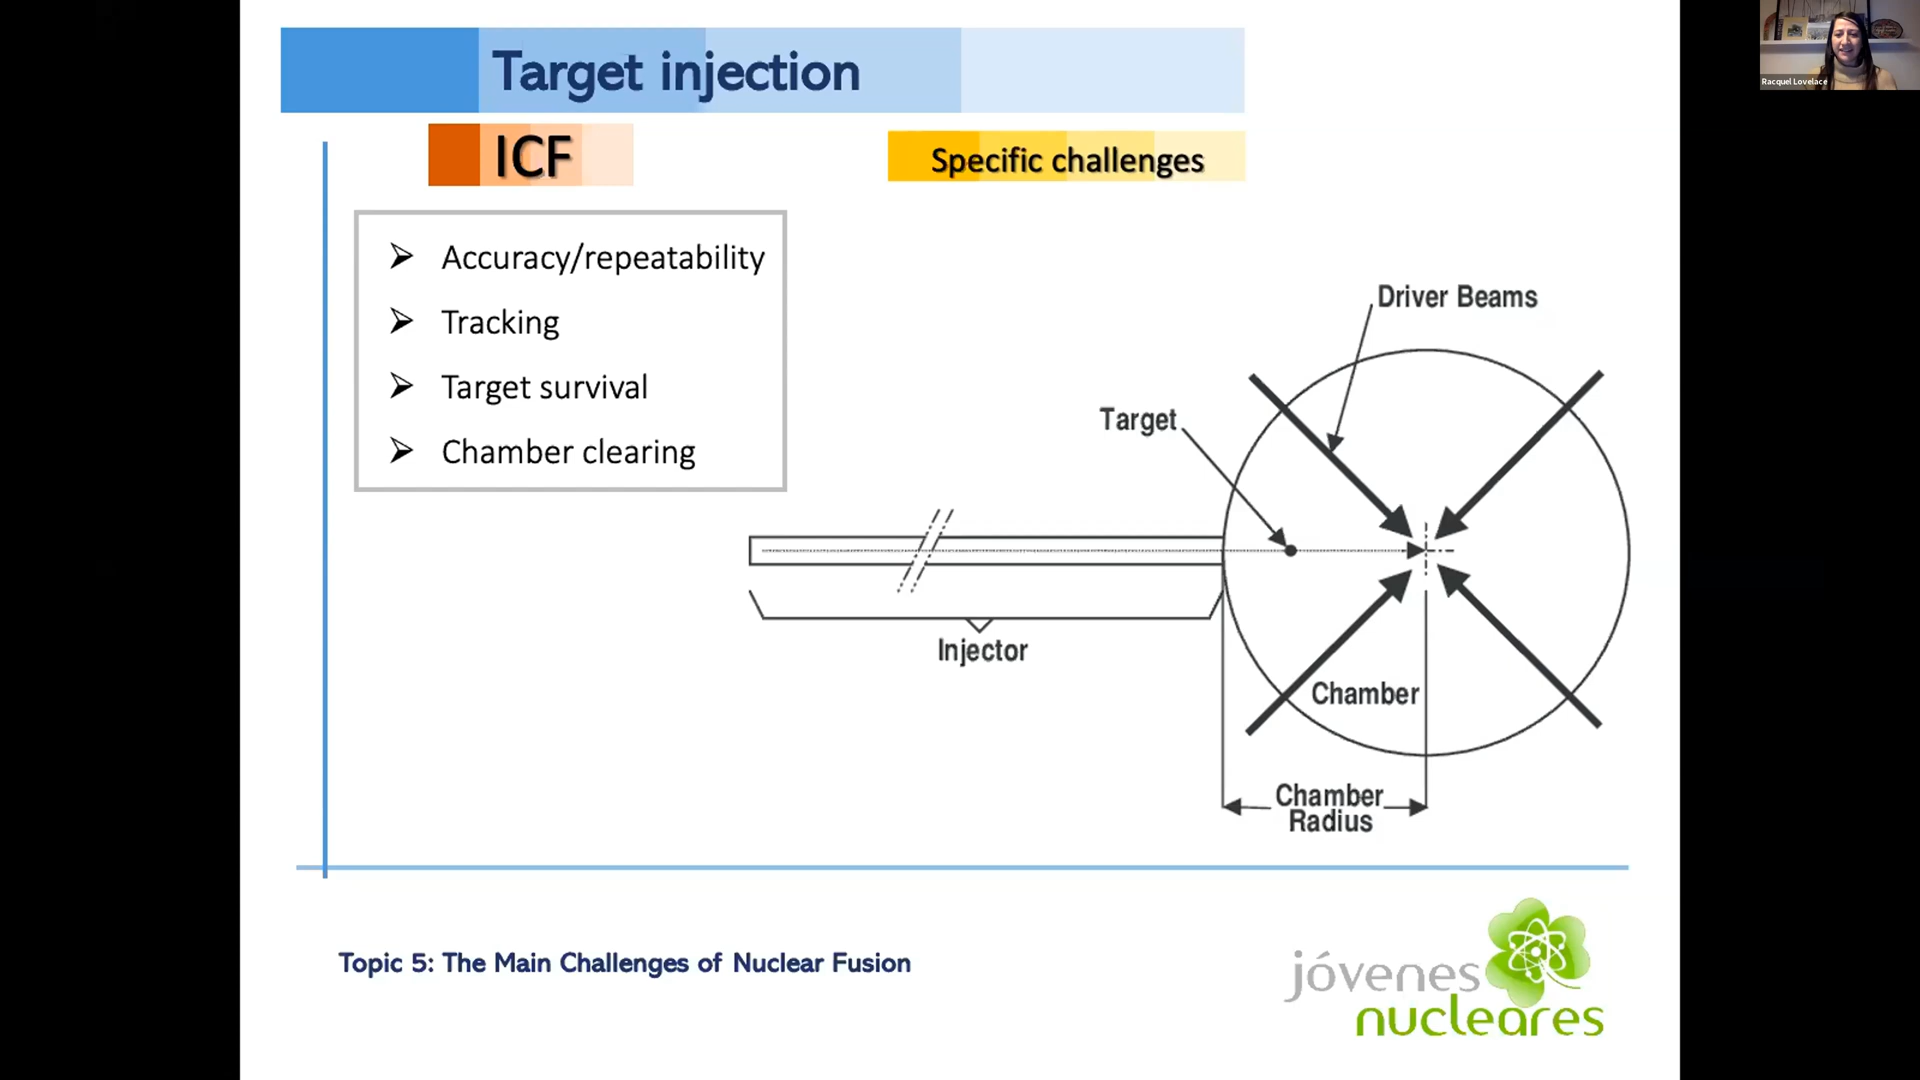 Target injection
ICF
Specific challenges
Accuracy/repeatability
Tracking
Target survival
Chamber clearing
Driver Beams
Target
Injector
Chamber
Chamber
Radius
Topic 5: The Main Challenges of Nuclear Fusion
jóvenes
nucleares
Racquel Lovelace